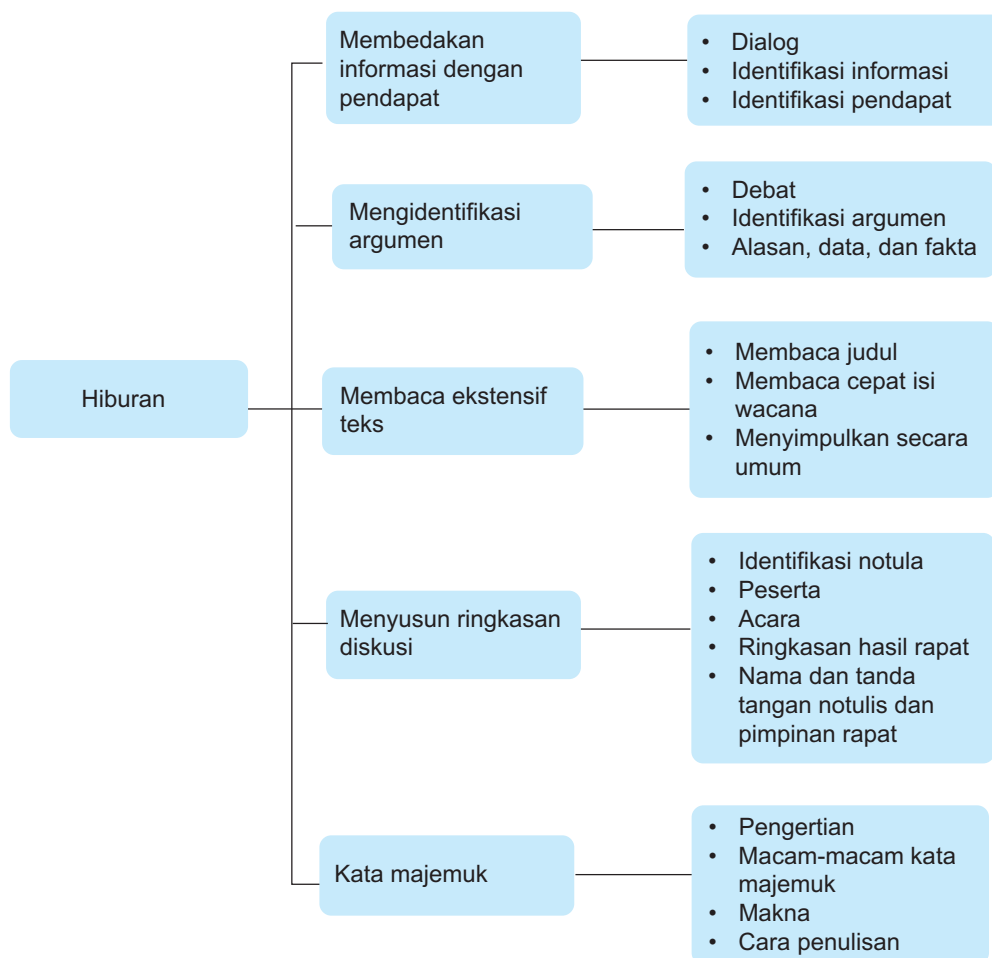 Hiburan
Membedakan
informasi dengan
pendapat
• Dialog
• Identifikasi informasi
• Identifikasi pendapat
Mengidentifikasi
argumen
• Debat
• Identifikasi argumen
• Alasan, data, dan fakta
Membaca ekstensif
teks
• Membaca judul
• Membaca cepat isi
wacana
• Menyimpulkan secara
umum
Menyusun ringkasan
diskusi
• Identifikasi notula
• Peserta
• Acara
• Ringkasan hasil rapat
• Nama dan tanda
tangan notulis dan
pimpinan rapat
Kata majemuk
• Pengertian
• Macam-macam kata
majemuk
• Makna
• Cara penulisan